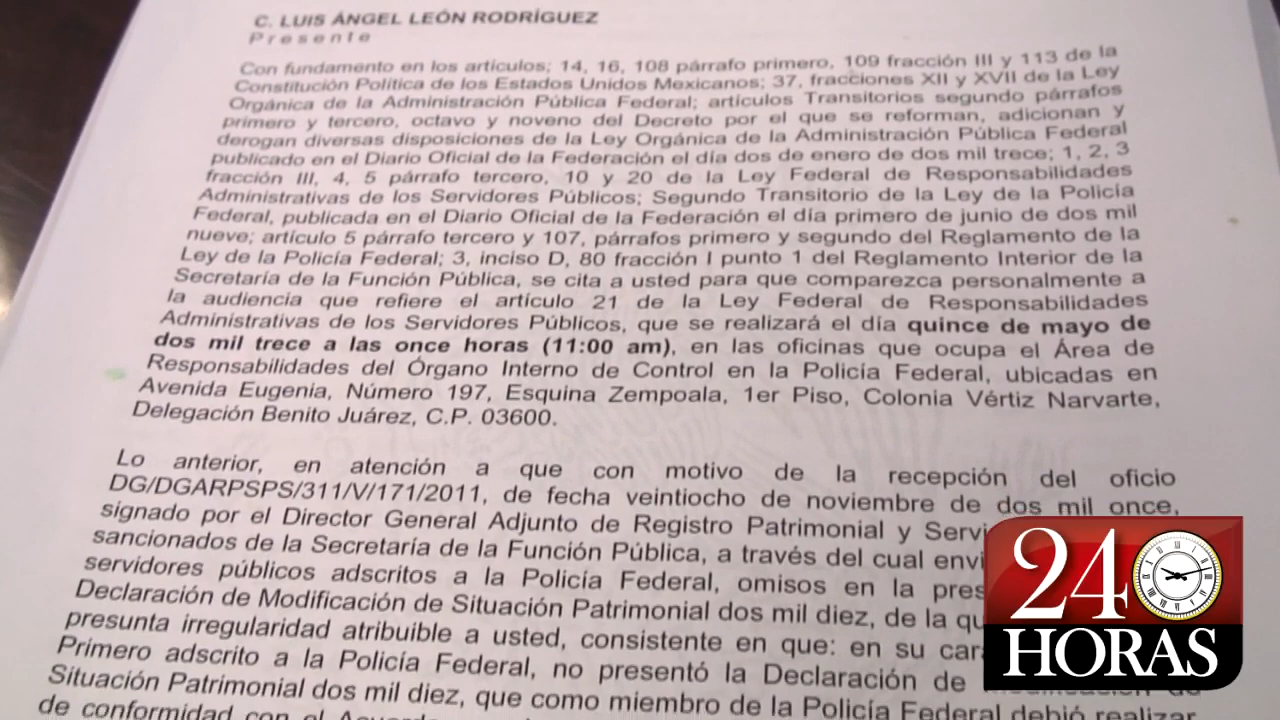 C. LUIS ÁNGEL LEÓN RODRÍGUEZ
Presente
Con fundamento en los artículos; 14, 16, 108 párrafo primero, 109 fracción III y 113 de la
Constitución Política de los Estados Unidos Mexicanos; 37, fracciones XII y XVII de la Ley
Orgánica de la Administración Pública Federal; artículos Transitorios segundo párrafos
primero y tercero, octavo y noveno del Decreto por el que se reforman, adicionan y
derogan diversas disposiciones de la Ley Orgánica de la Administración Pública Federal
publicado en el Diario Oficial de la Federación el día dos de enero de dos mil trece; 1, 2, 3
fracción III, 4, 5 párrafo tercero, 10 y 20 de la Ley Federal de Responsabilidades
Administrativas de los Servidores Públicos; Segundo Transitorio de la Ley de la Policía
Federal, publicada en el Diario Oficial de la Federación el día primero de junio de dos mil
nueve; artículo 5 párrafo tercero y 107, párrafos primero y segundo del Reglamento de la
Ley de la Policía Federal; 3, inciso D, 80 fracción I punto 1 del Reglamento Interior de la
Secretaría de la Función Pública, se cita a usted para que comparezca personalmente a
la audiencia que refiere el artículo 21 de la Ley Federal de Responsabilidades
Administrativas de los Servidores Públicos, que se realizará el día quince de mayo de
dos mil trece a las once horas (11:00 am), en las oficinas que ocupa el Área de
Responsabilidades del Órgano Interno de Control en la Policía Federal, ubicadas en
Avenida Eugenia, Número 197, Esquina Zempoala, 1er Piso, Colonia Vértiz Narvarte,
Delegación Benito Juárez, C.P. 03600.
Lo anterior, en atención a que con motivo de la recepción del oficio
DG/DGARPSPS/311/V/171/2011, de fecha veintiocho de noviembre de dos mil once,
signado por el Director General Adjunto de Registro Patrimonial y
sancionados de la Secretaría de la Función Pública, a través del cual
servidores públicos adscritos a la Policía Federal, omisos en la
Declaración de Modificación de Situación Patrimonial dos mil diez, de la
presunta irregularidad atribuible a usted, consistente en que: en su
Primero adscrito a la Policía Federal, no presentó la Declaración de
Situación Patrimonial dos mil diez, que como miembro de la Policía Federal debió realizar
de conformidad con el
24 HORAS